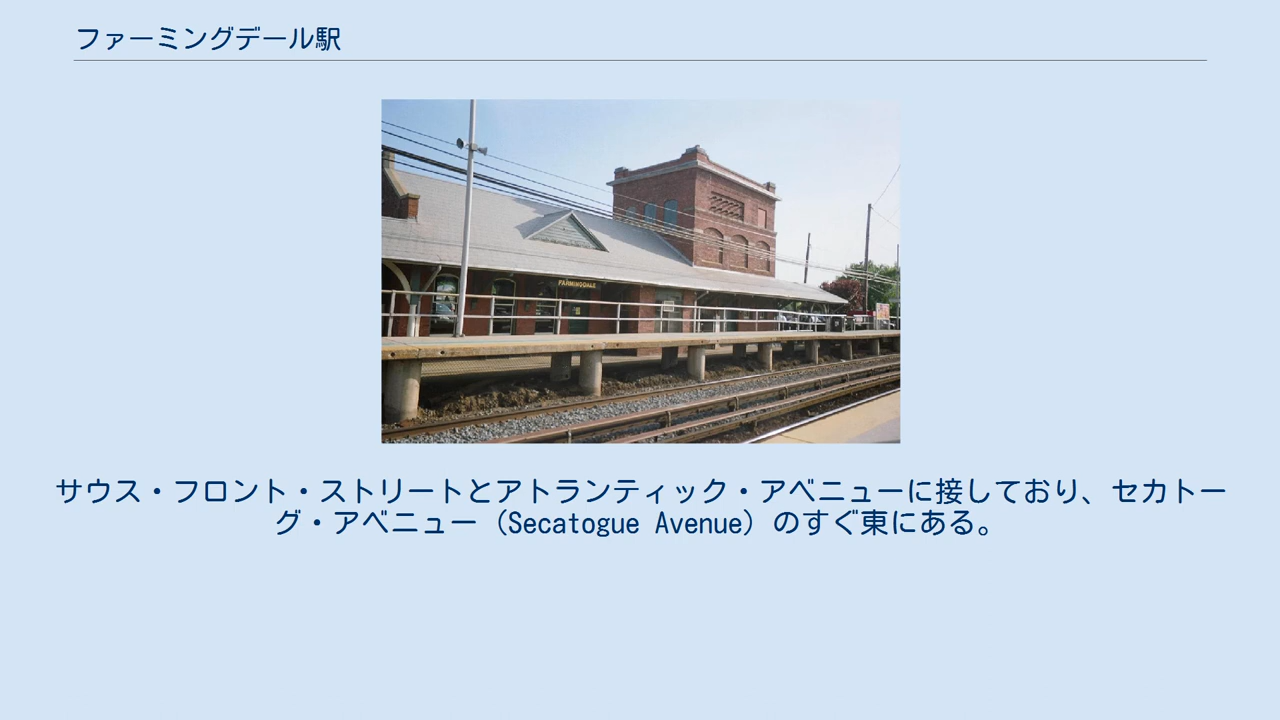 ファーミングデール駅
FARMINGDALE
サウス・フロント・ストリートとアトランティック・アベニューに接しており、セカトー
グ・アベニュー（Secatogue Avenue）のすぐ東にある。